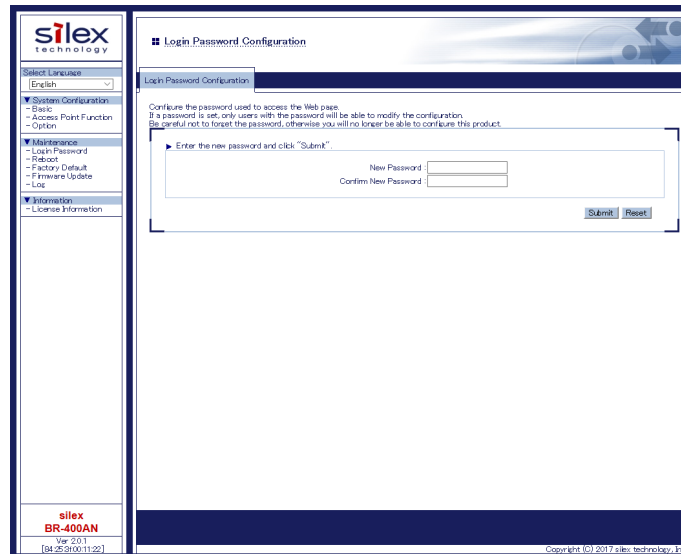 silex
technology
Select Language
English
▼ System Configuration
- Basic
- Access Point Function
- Option
▼ Maintenance
- Login Password
- Reboot
- Factory Default
- Firmware Update
- Log
▼ Information
- License Information
silex
BR-400AN
Ver 2.0.1
[84:25:3f:00:11:22]
Login Password Configuration
Login Password Configuration
Configure the password used to access the Web page.
If a password is set, only users with the password will be able to modify the configuration.
Be careful not to forget the password, otherwise you will no longer be able to configure this product.
▶ Enter the new password and click "Submit".
New Password :
Confirm New Password :
Submit Reset
Copyright (C) 2017 silex technology, In